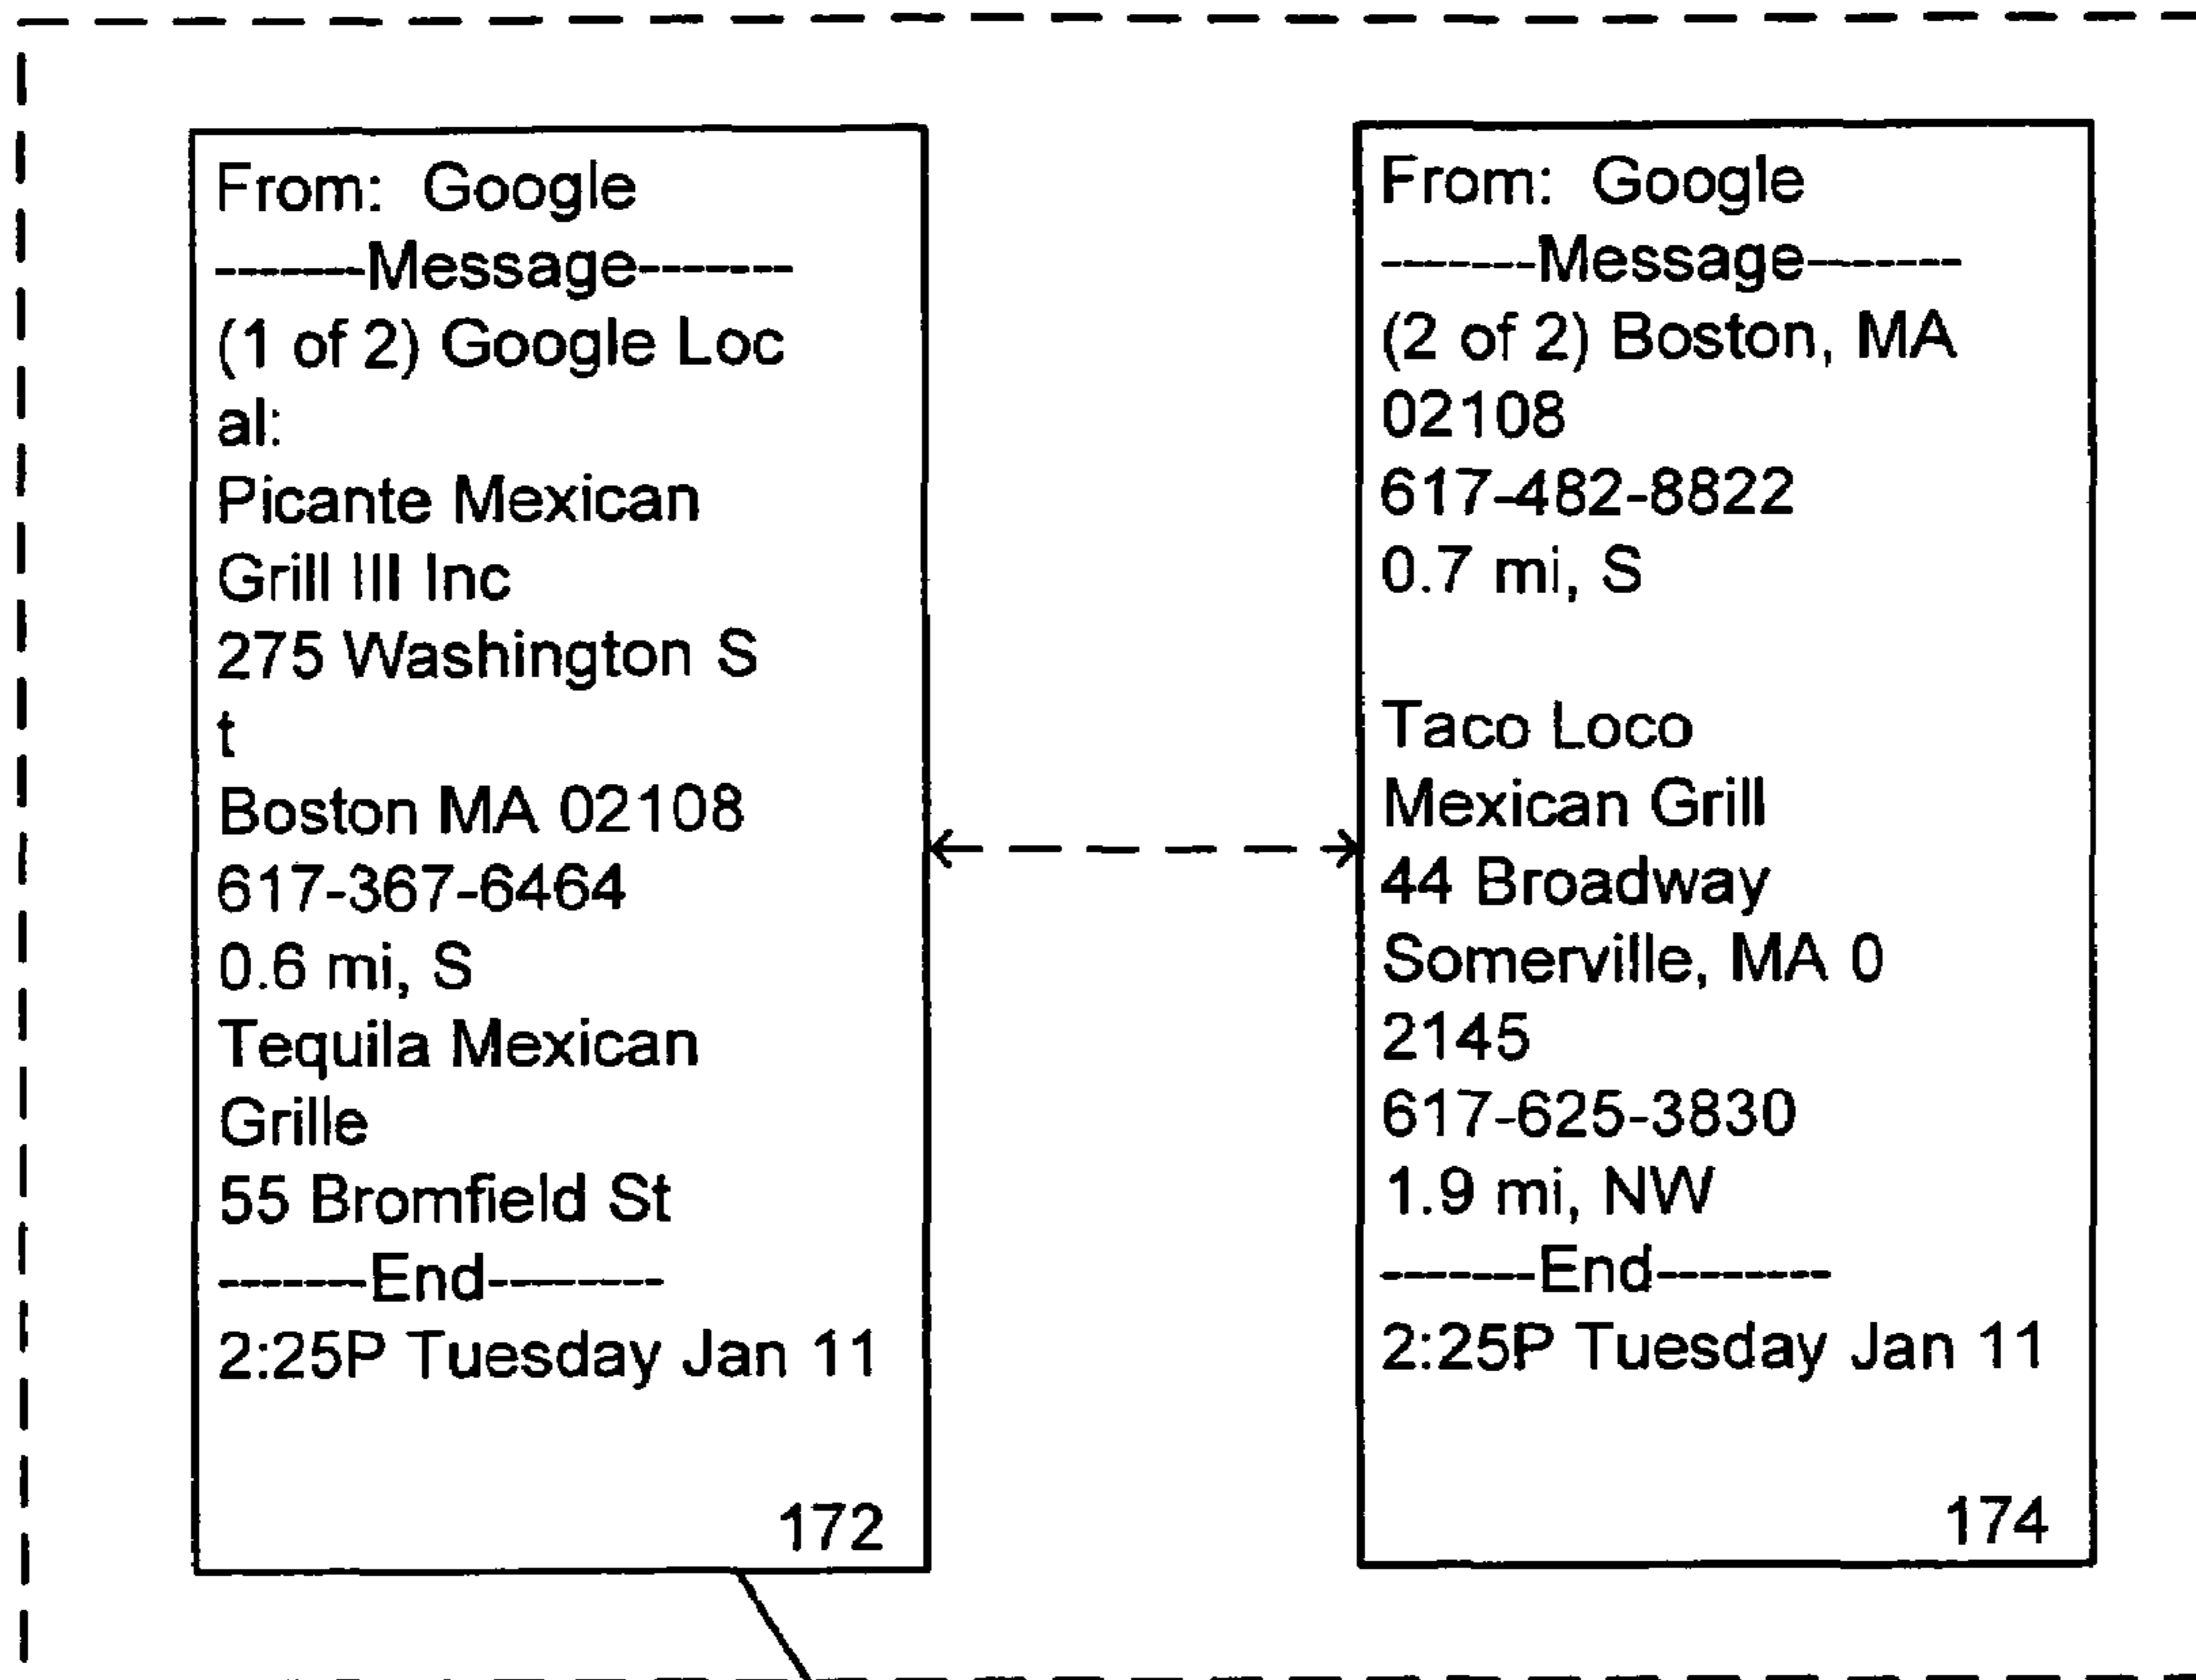 From: Google
-------Message-------
(1 of 2) Google Loc
al:
Picante Mexican
Grill III Inc
275 Washington S
t
Boston MA 02108
617-367-6464
0.6 mi, S
Tequila Mexican
Grille
55 Bromfield St
-------End--------
2:25P Tuesday Jan 11
172
From: Google
-------Message-------
(2 of 2) Boston, MA
02108
617-482-8822
0.7 mi, S
Taco Loco
Mexican Grill
44 Broadway
Somerville, MA 0
2145
617-625-3830
1.9 mi, NW
-------End--------
2:25P Tuesday Jan 11
174